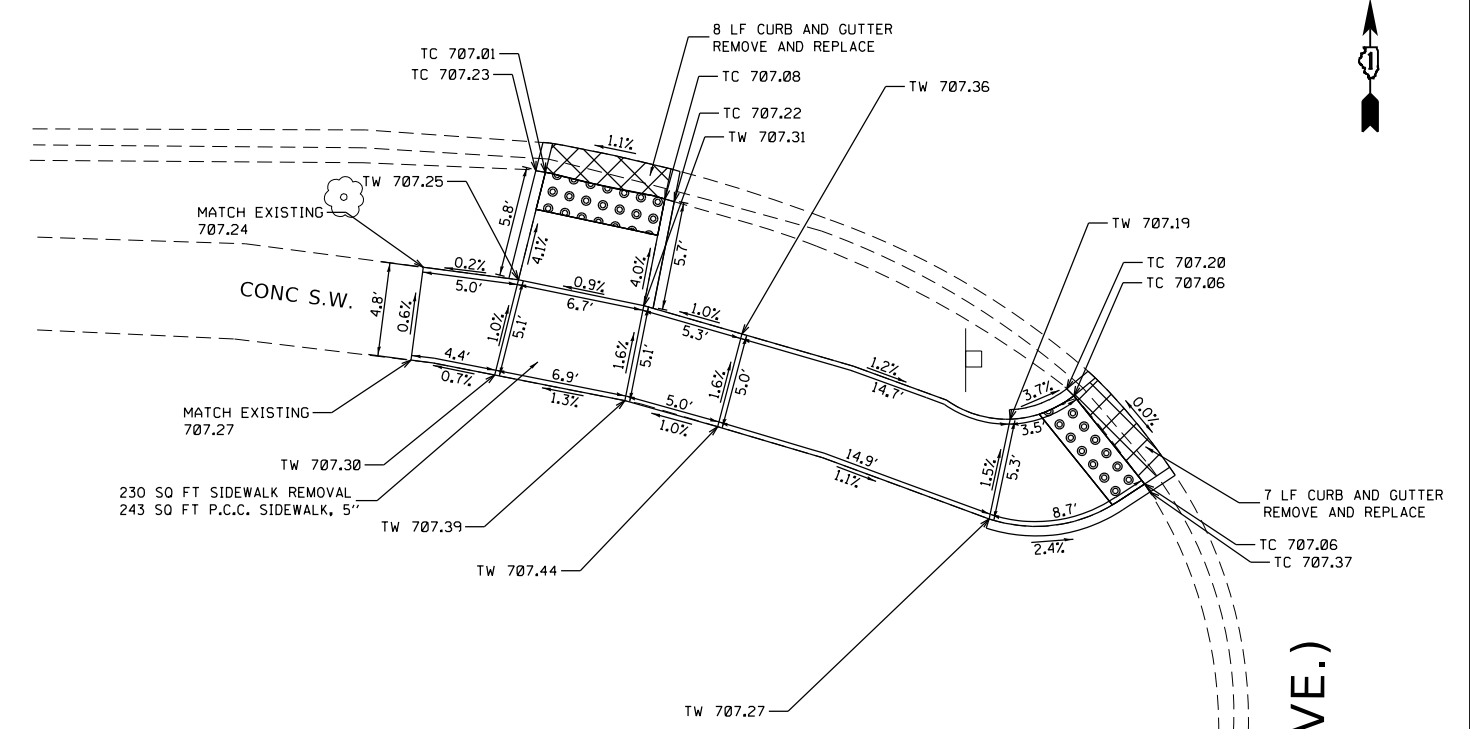 8 LF CURB AND GUTTER
REMOVE AND REPLACE
TC 707.01
TC 707.23
TC 707.08
TW 707.36
TC 707.22
TW 707.31
1
1.1%
TW 707.25
MATCH EXISTING
707.24
5.8'
4.1%
4.0%
5.7'
TW 707.19
TC 707.20
TC 707.06
CONC S.W.
0.2%
5.0'
0.9%
6.7'
1.0%
5.3'
4.8'
0.6%
1.0%
5.1'
1.6%
5.1'
1.6%
5.0'
1.2%
14.7'
3.7%
3.5'
0.0%
4.4'
0.7%
6.9'
1.3%
5.0'
1.0%
14.9'
1.1%
1.5%
5.3'
8.7'
2.4%
MATCH EXISTING
707.27
TW 707.30
230 SQ FT SIDEWALK REMOVAL
243 SQ FT P.C.C. SIDEWALK, 5"
TW 707.39
TW 707.44
7 LF CURB AND GUTTER
REMOVE AND REPLACE
TC 707.06
TC 707.37
TW 707.27
VE.)